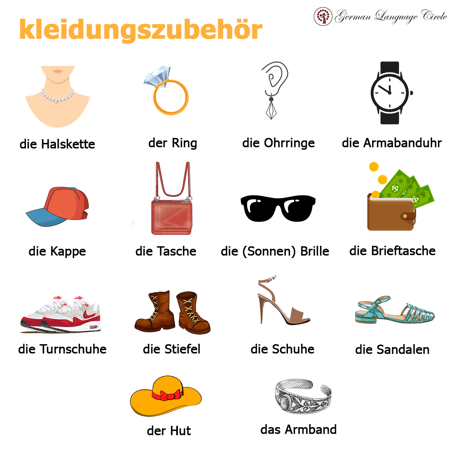 kleidungszubehör
German Language Circle
die Halskette
der Ring
die Ohrringe
die Armabanduhr
die Kappe
die Tasche
die (Sonnen) Brille
die Brieftasche
die Turnschuhe
die Stiefel
die Schuhe
die Sandalen
der Hut
das Armband